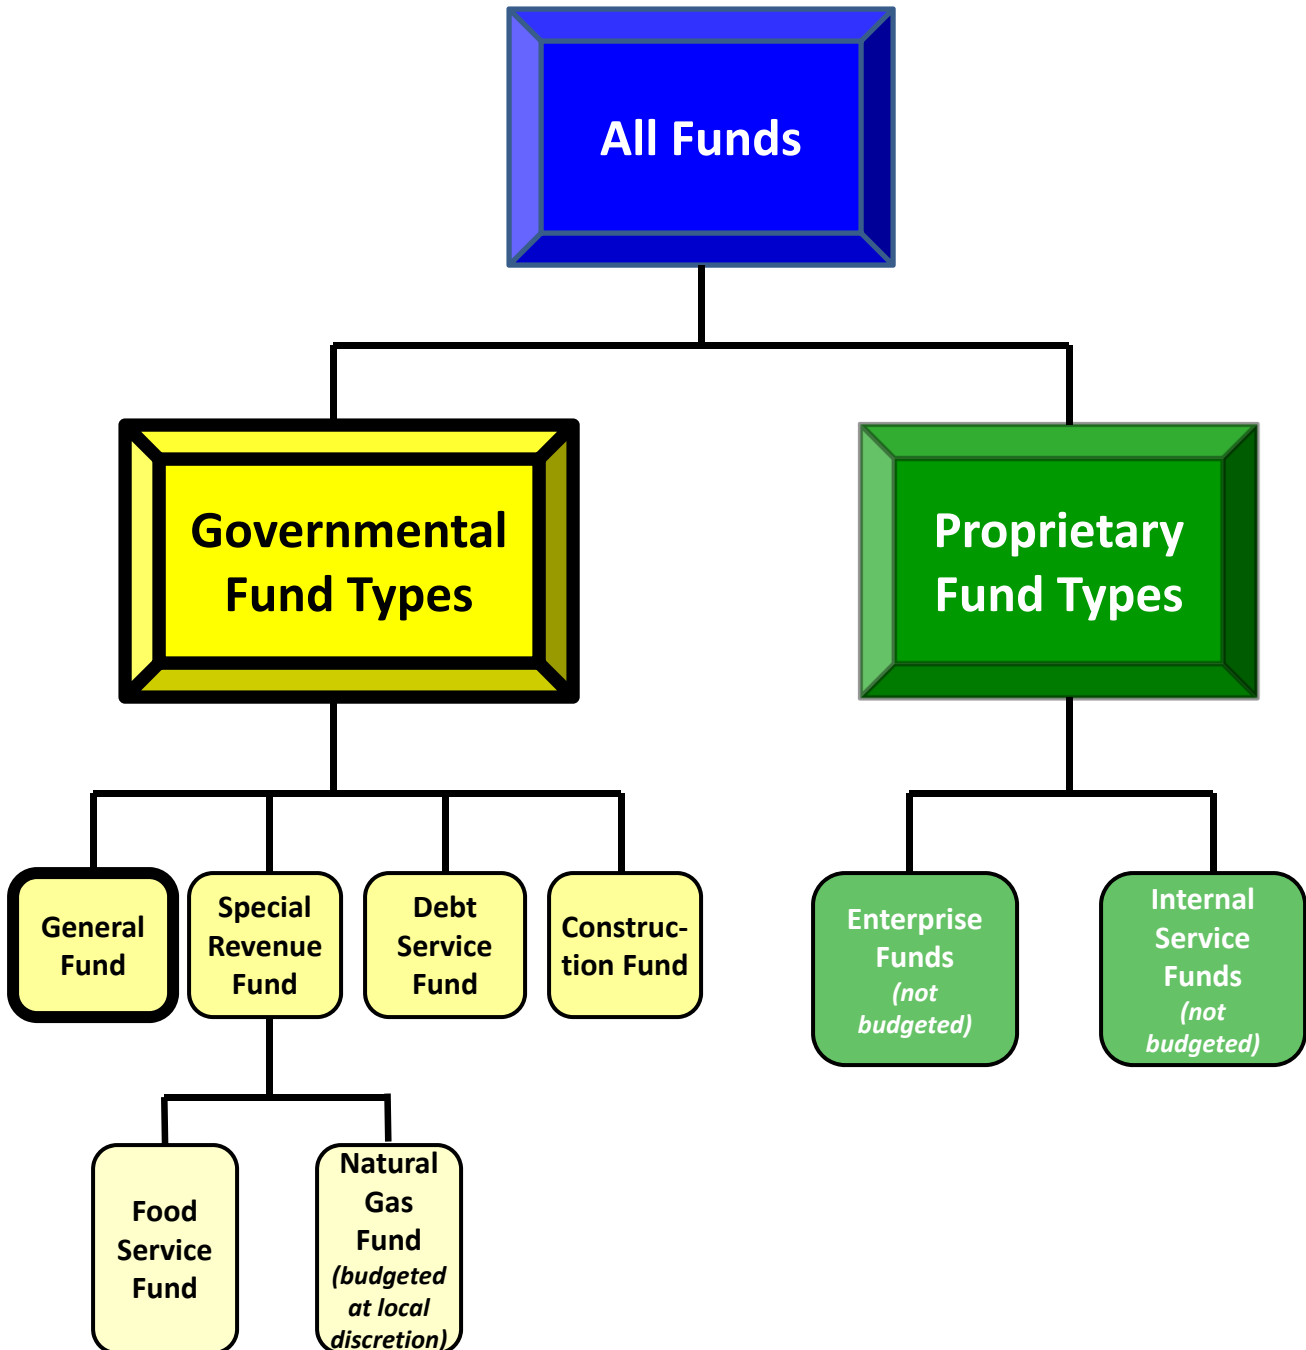 All Funds
Governmental
Fund Types
Proprietary
Fund Types
General
Fund
Special
Revenue
Fund
Debt
Service
Fund
Construc-
tion Fund
Enterprise
Funds
(not
budgeted)
Internal
Service
Funds
(not
budgeted)
Food
Service
Fund
Natural
Gas
Fund
(budgeted
at local
discretion)